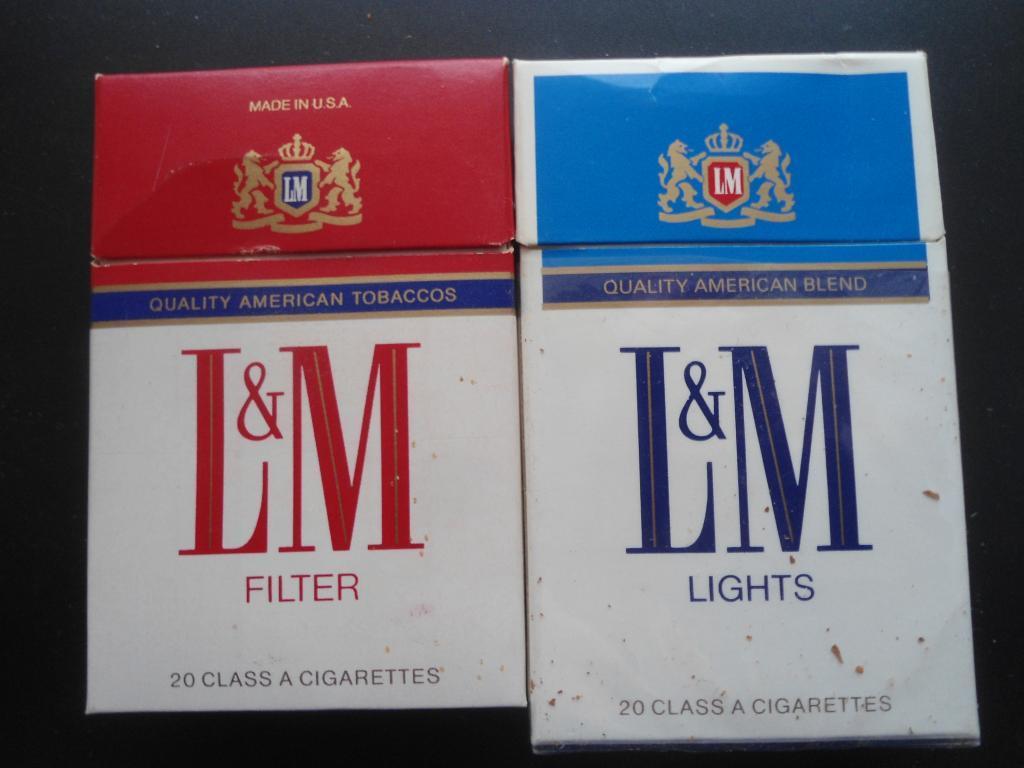 MADE IN U.S.A.
LM
QUALITY AMERICAN TOBACCOS
L&M
FILTER
20 CLASS A CIGARETTES
LM
QUALITY AMERICAN BLEND
L&M
LIGHTS
20 CLASS A CIGARETTES